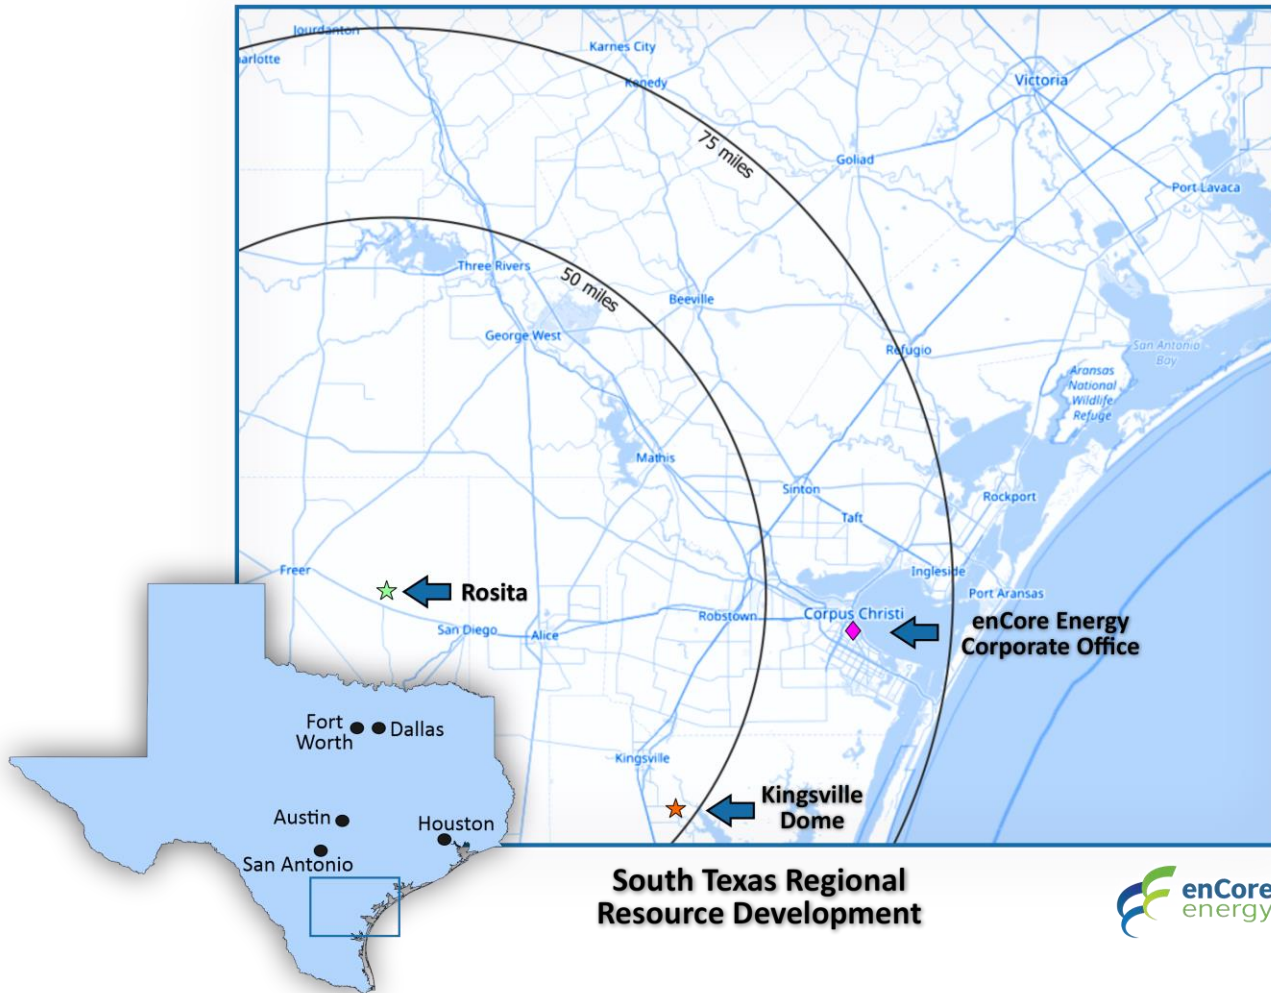 Jourdanton
arlotte
Karnes City
Kenedy
Victoria
75 miles
Goliad
Port Lavaca
Three Rivers
50 miles
Beeville
George West
Refugio
San Antonio
Bay
Aransas
National
Wildlife
Refuge
Mathis
Sinton
Rockport
Taft
Freer
Ingleside
Rosita
Port Aransas
San Diego
Alice
Robstown
Corpus Christi
enCore Energy
Corporate Office
Kingsville
Kingsville
Dome
Fort
Worth
Dallas
Austin
Houston
San Antonio
South Texas Regional
Resource Development
enCore
energy